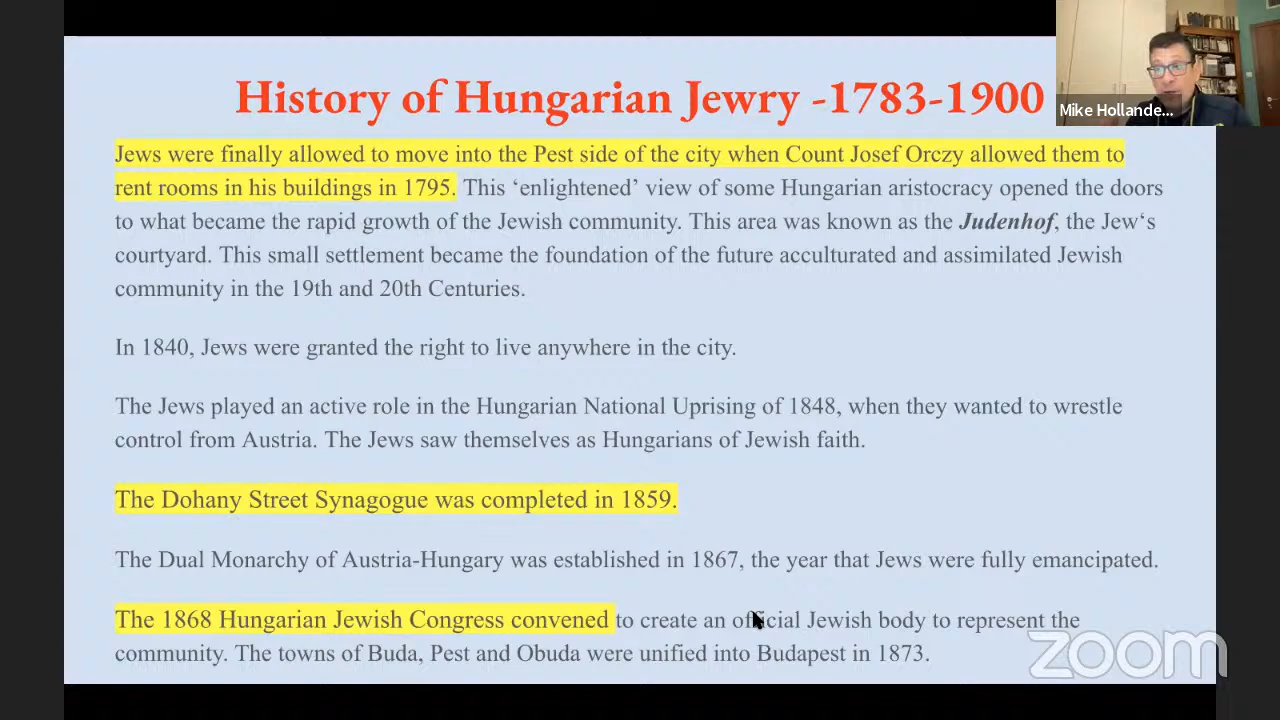 History of Hungarian Jewry -1783-1900
Mike Hollande...
Jews were finally allowed to move into the Pest side of the city when Count Josef Orczy allowed them to
rent rooms in his buildings in 1795. This ‘enlightened’ view of some Hungarian aristocracy opened the doors
to what became the rapid growth of the Jewish community. This area was known as the Judenhof, the Jew‘s
courtyard. This small settlement became the foundation of the future acculturated and assimilated Jewish
community in the 19th and 20th Centuries.
In 1840, Jews were granted the right to live anywhere in the city.
The Jews played an active role in the Hungarian National Uprising of 1848, when they wanted to wrestle
control from Austria. The Jews saw themselves as Hungarians of Jewish faith.
The Dohany Street Synagogue was completed in 1859.
The Dual Monarchy of Austria-Hungary was established in 1867, the year that Jews were fully emancipated.
The 1868 Hungarian Jewish Congress convened to create an official Jewish body to represent the
community. The towns of Buda, Pest and Obuda were unified into Budapest in 1873.
zoom